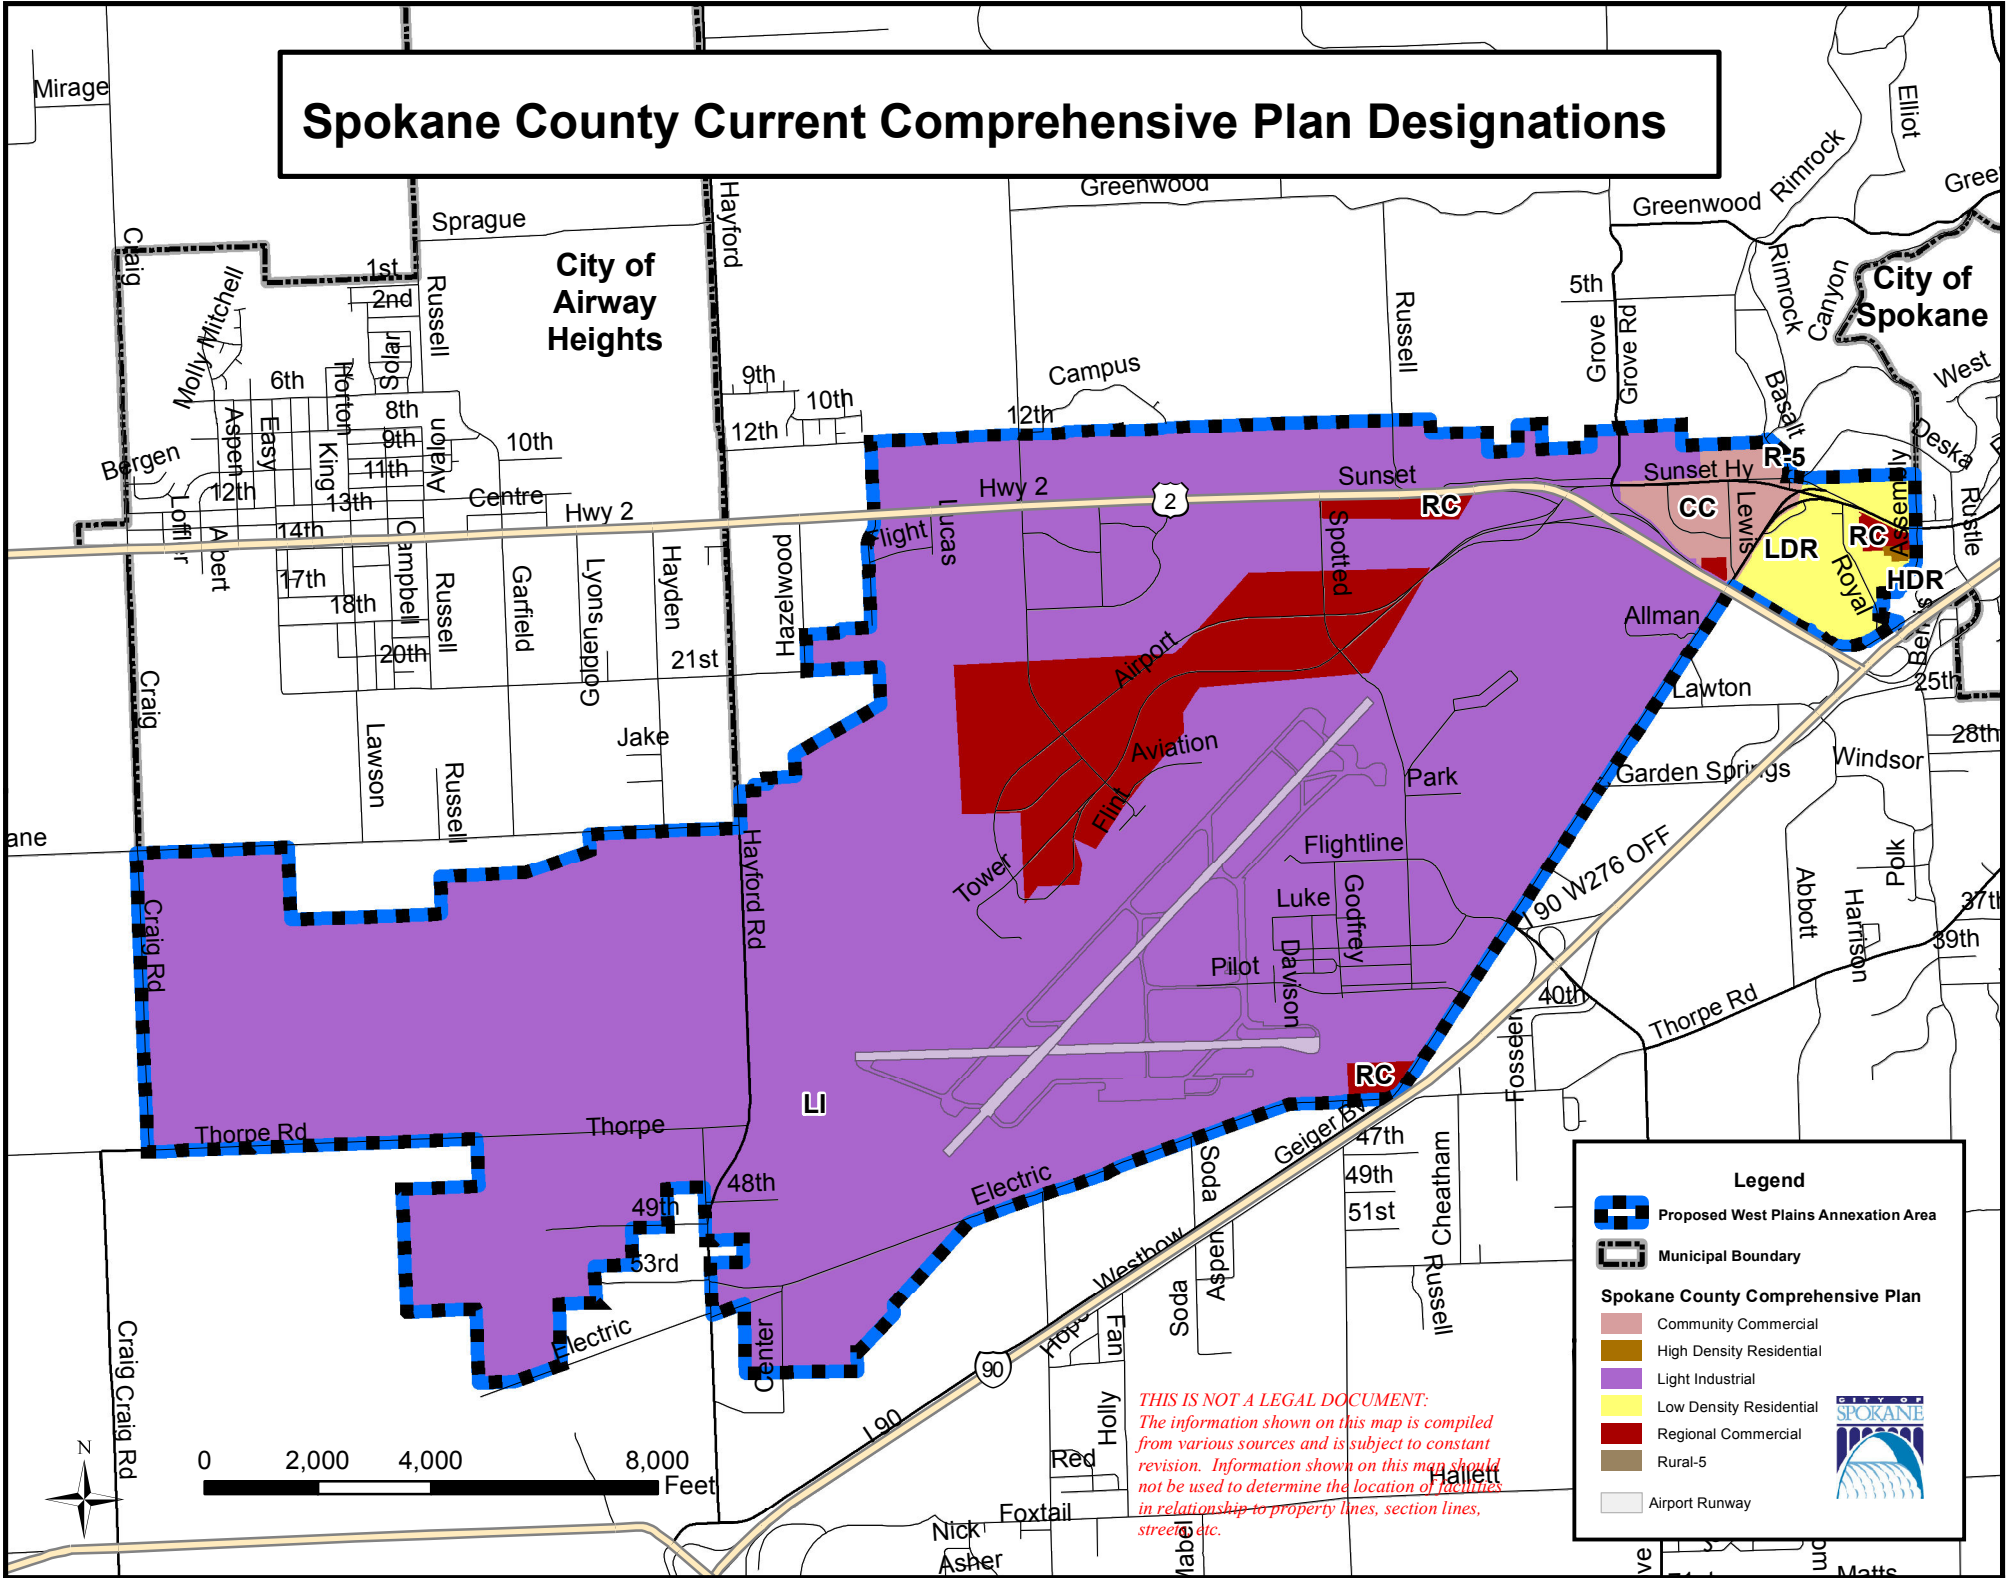 Spokane County Current Comprehensive Plan Designations
Mirage
Elliot
Rimrock
Greenwood
Greenwood
Hayford
Craig
Sprague
City of
Airway
Heights
City of
Spokane
1st
2nd
Russell
Molly Mitchell
Solar
Horton
6th
8th
9th
10th
11th
12th
13th
14th
17th
18th
20th
21st
Aspen
Easy
King
Avalon
Bergen
Loffler
Albert
Campbell
Centre
Hwy 2
Russell
Garfield
Lyons
Golden
Hayden
Hazelwood
Craig
Lawson
Russell
Jake
9th
10th
12th
12th
Campus
Russell
5th
Grove
Grove Rd
Rimrock
Canyon
Basalt
West
Deska
Rustle
Assembly
Hwy 2
2
Sunset
Sunset Hy
Lucas
Flight
Spotted
RC
CC
R-5
Lewis
LDR
RC
HDR
Royal
Allman
Lawton
25th
28th
Windsor
Garden Springs
Airport
Aviation
Flint
Tower
Park
Flightline
Luke
Godfrey
Pilot
Davison
I-90 W276 OFF
Polk
Abbott
Harrison
37th
39th
40th
Thorpe Rd
Fosseen
Hayford Rd
Craig Rd
ane
Thorpe Rd
Thorpe
LI
RC
48th
49th
53rd
Electric
Electric
Center
Geiger Bv
47th
49th
51st
Cheatham
Russell
Soda
Aspen
Soda
Westbow
Fan
Holly
90
I-90
Red
Foxtail
Nick
Asher
Mabel
Hallett
Matts
Craig Craig Rd
N
0 2,000 4,000 8,000
Feet
THIS IS NOT A LEGAL DOCUMENT:
The information shown on this map is compiled
from various sources and is subject to constant
revision. Information shown on this map should
not be used to determine the location of facilities
in relationship to property lines, section lines,
streets, etc.
Legend
Proposed West Plains Annexation Area
Municipal Boundary
Spokane County Comprehensive Plan
Community Commercial
High Density Residential
Light Industrial
Low Density Residential
Regional Commercial
Rural-5
Airport Runway
CITY OF
SPOKANE